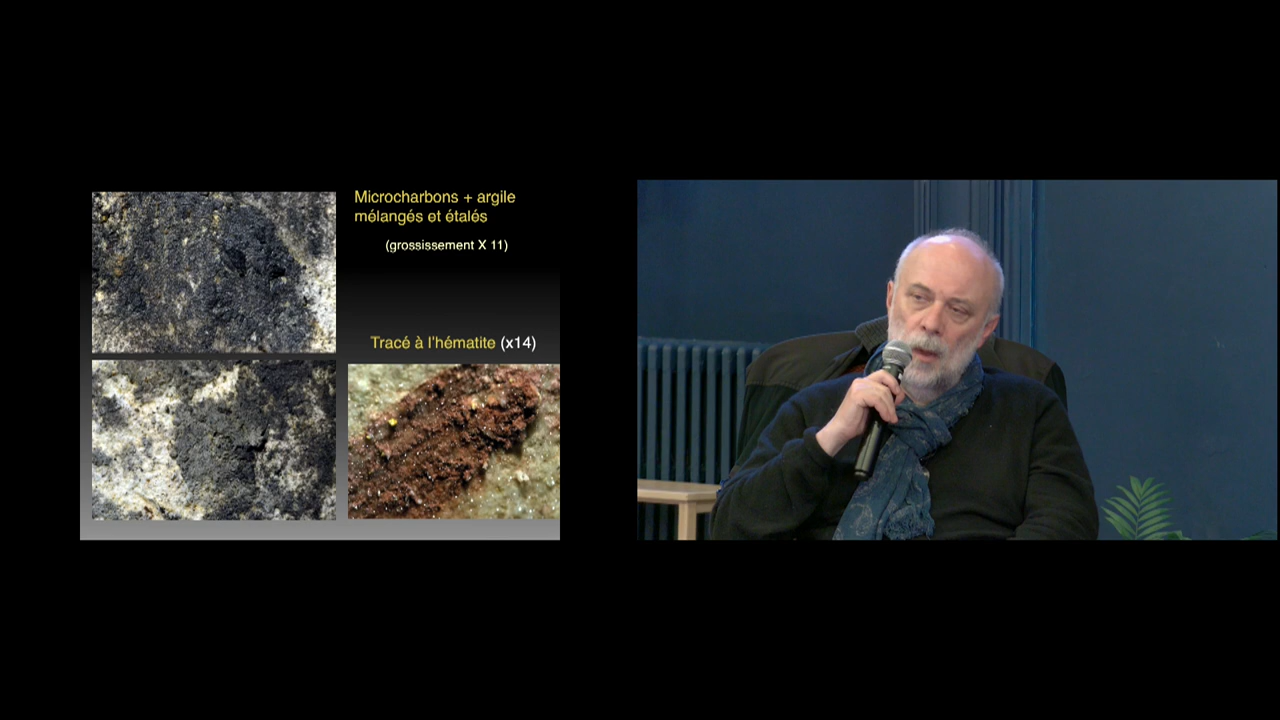 Microcharbons + argile
mélangés et étalés
(grossissement X 11)
Tracé à l'hématite (x14)